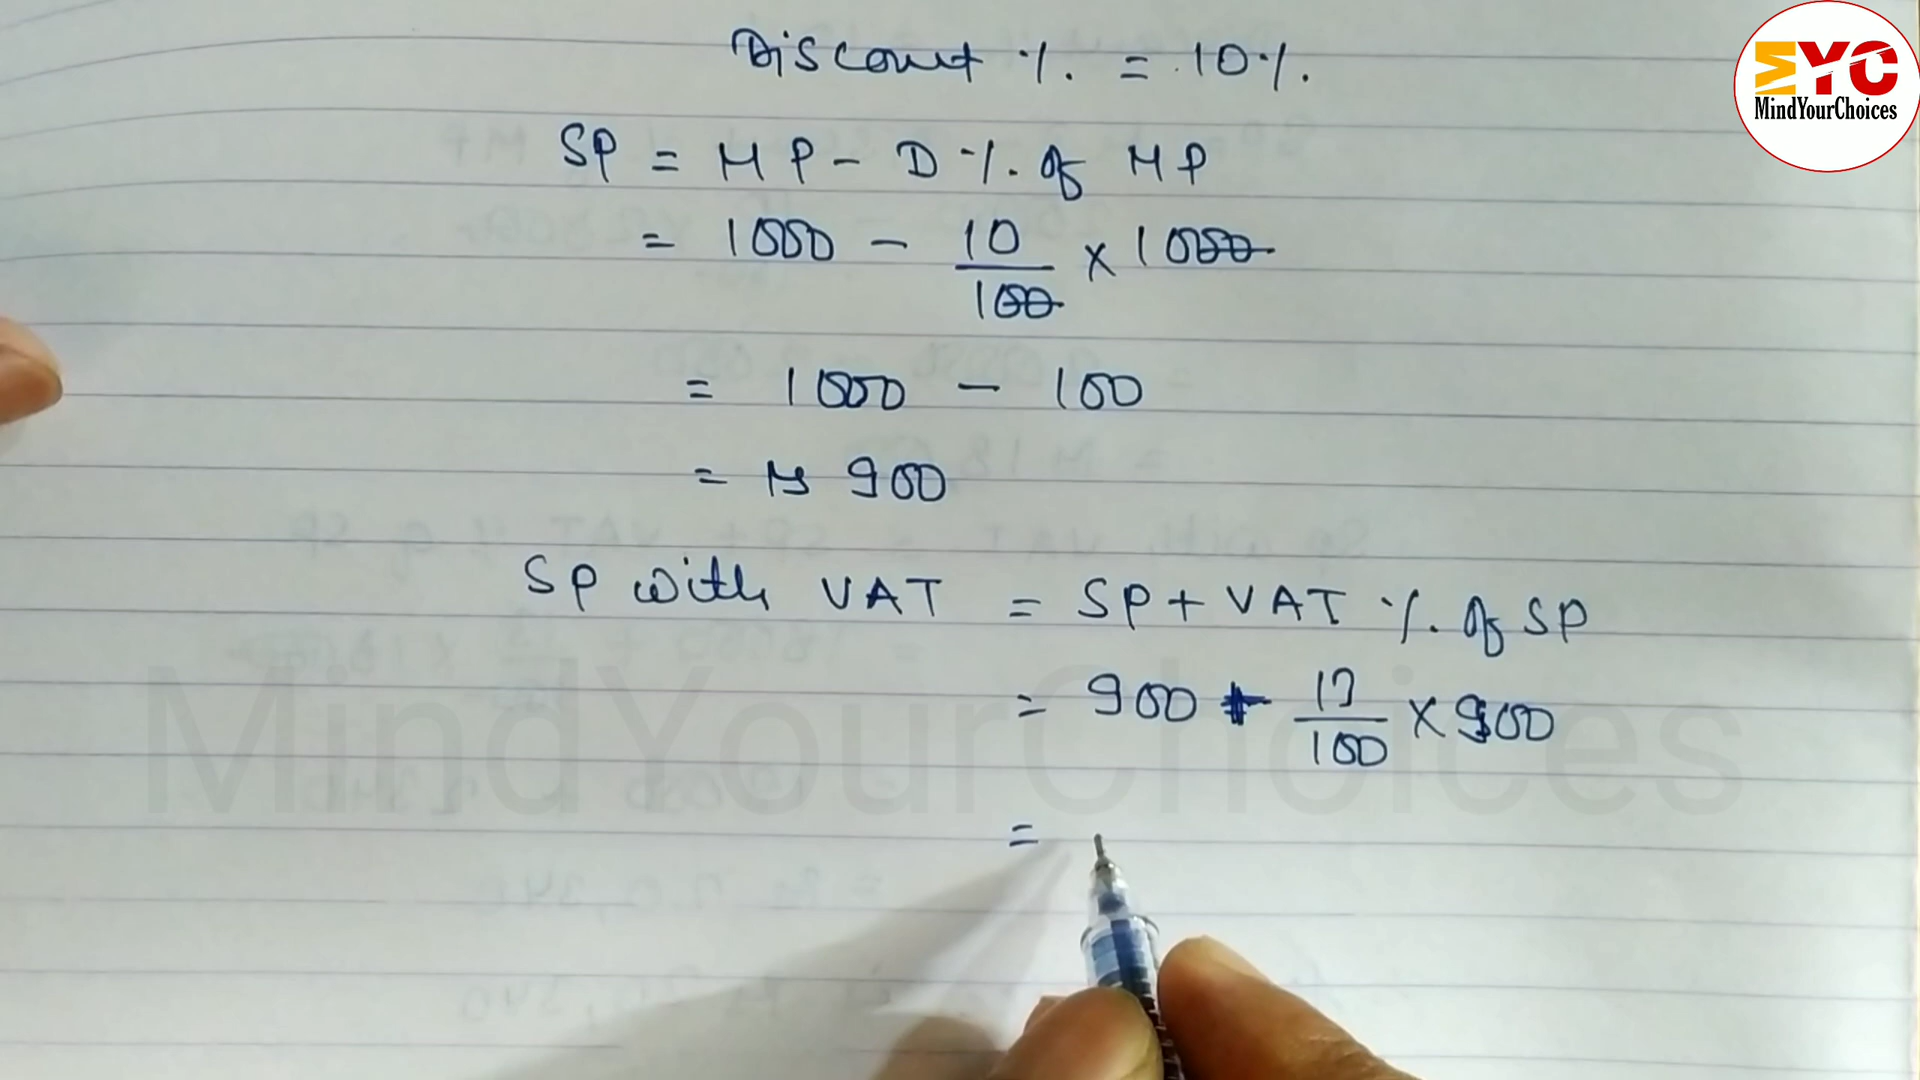 MYC
MindYourChoices
Discount % = 10%.
SP = MP - D %. of MP
= 1000 - 10/100 × 1000
= 1000 - 100
= Rs 900
SP with VAT = SP + VAT %. of SP
= 900 + 13/100 × 900
=
MindYourChoices